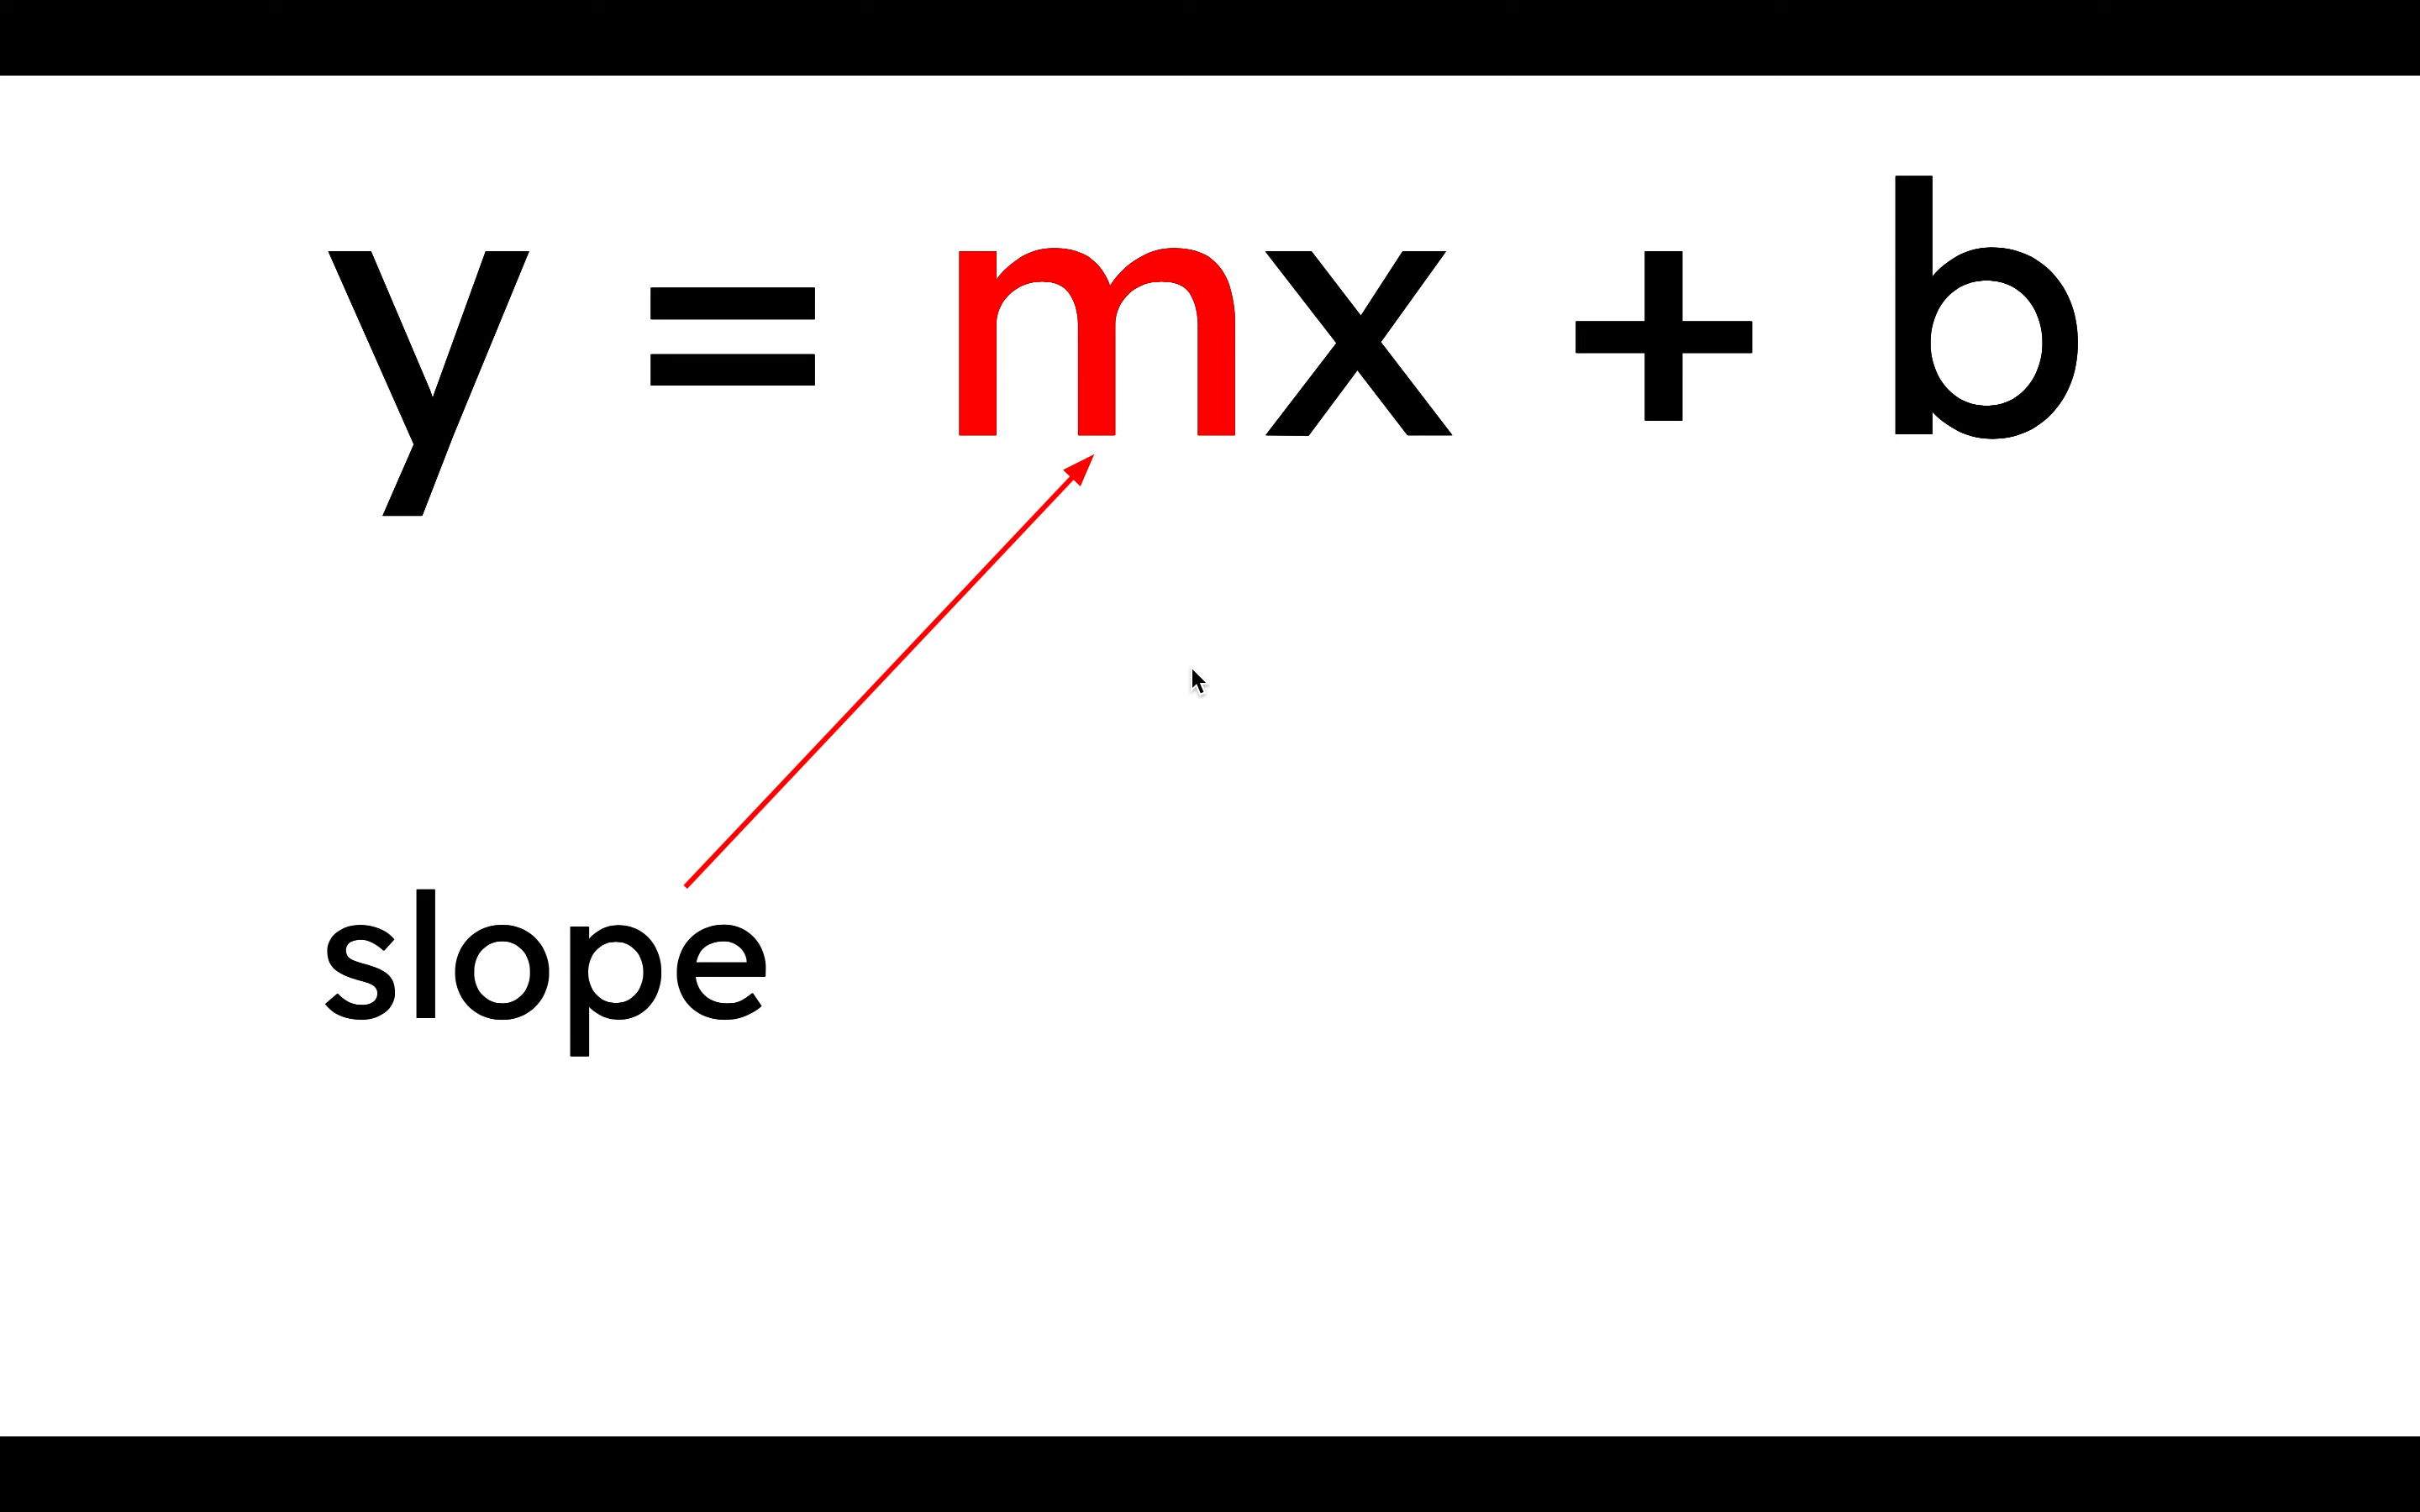 y = mx + b
slope